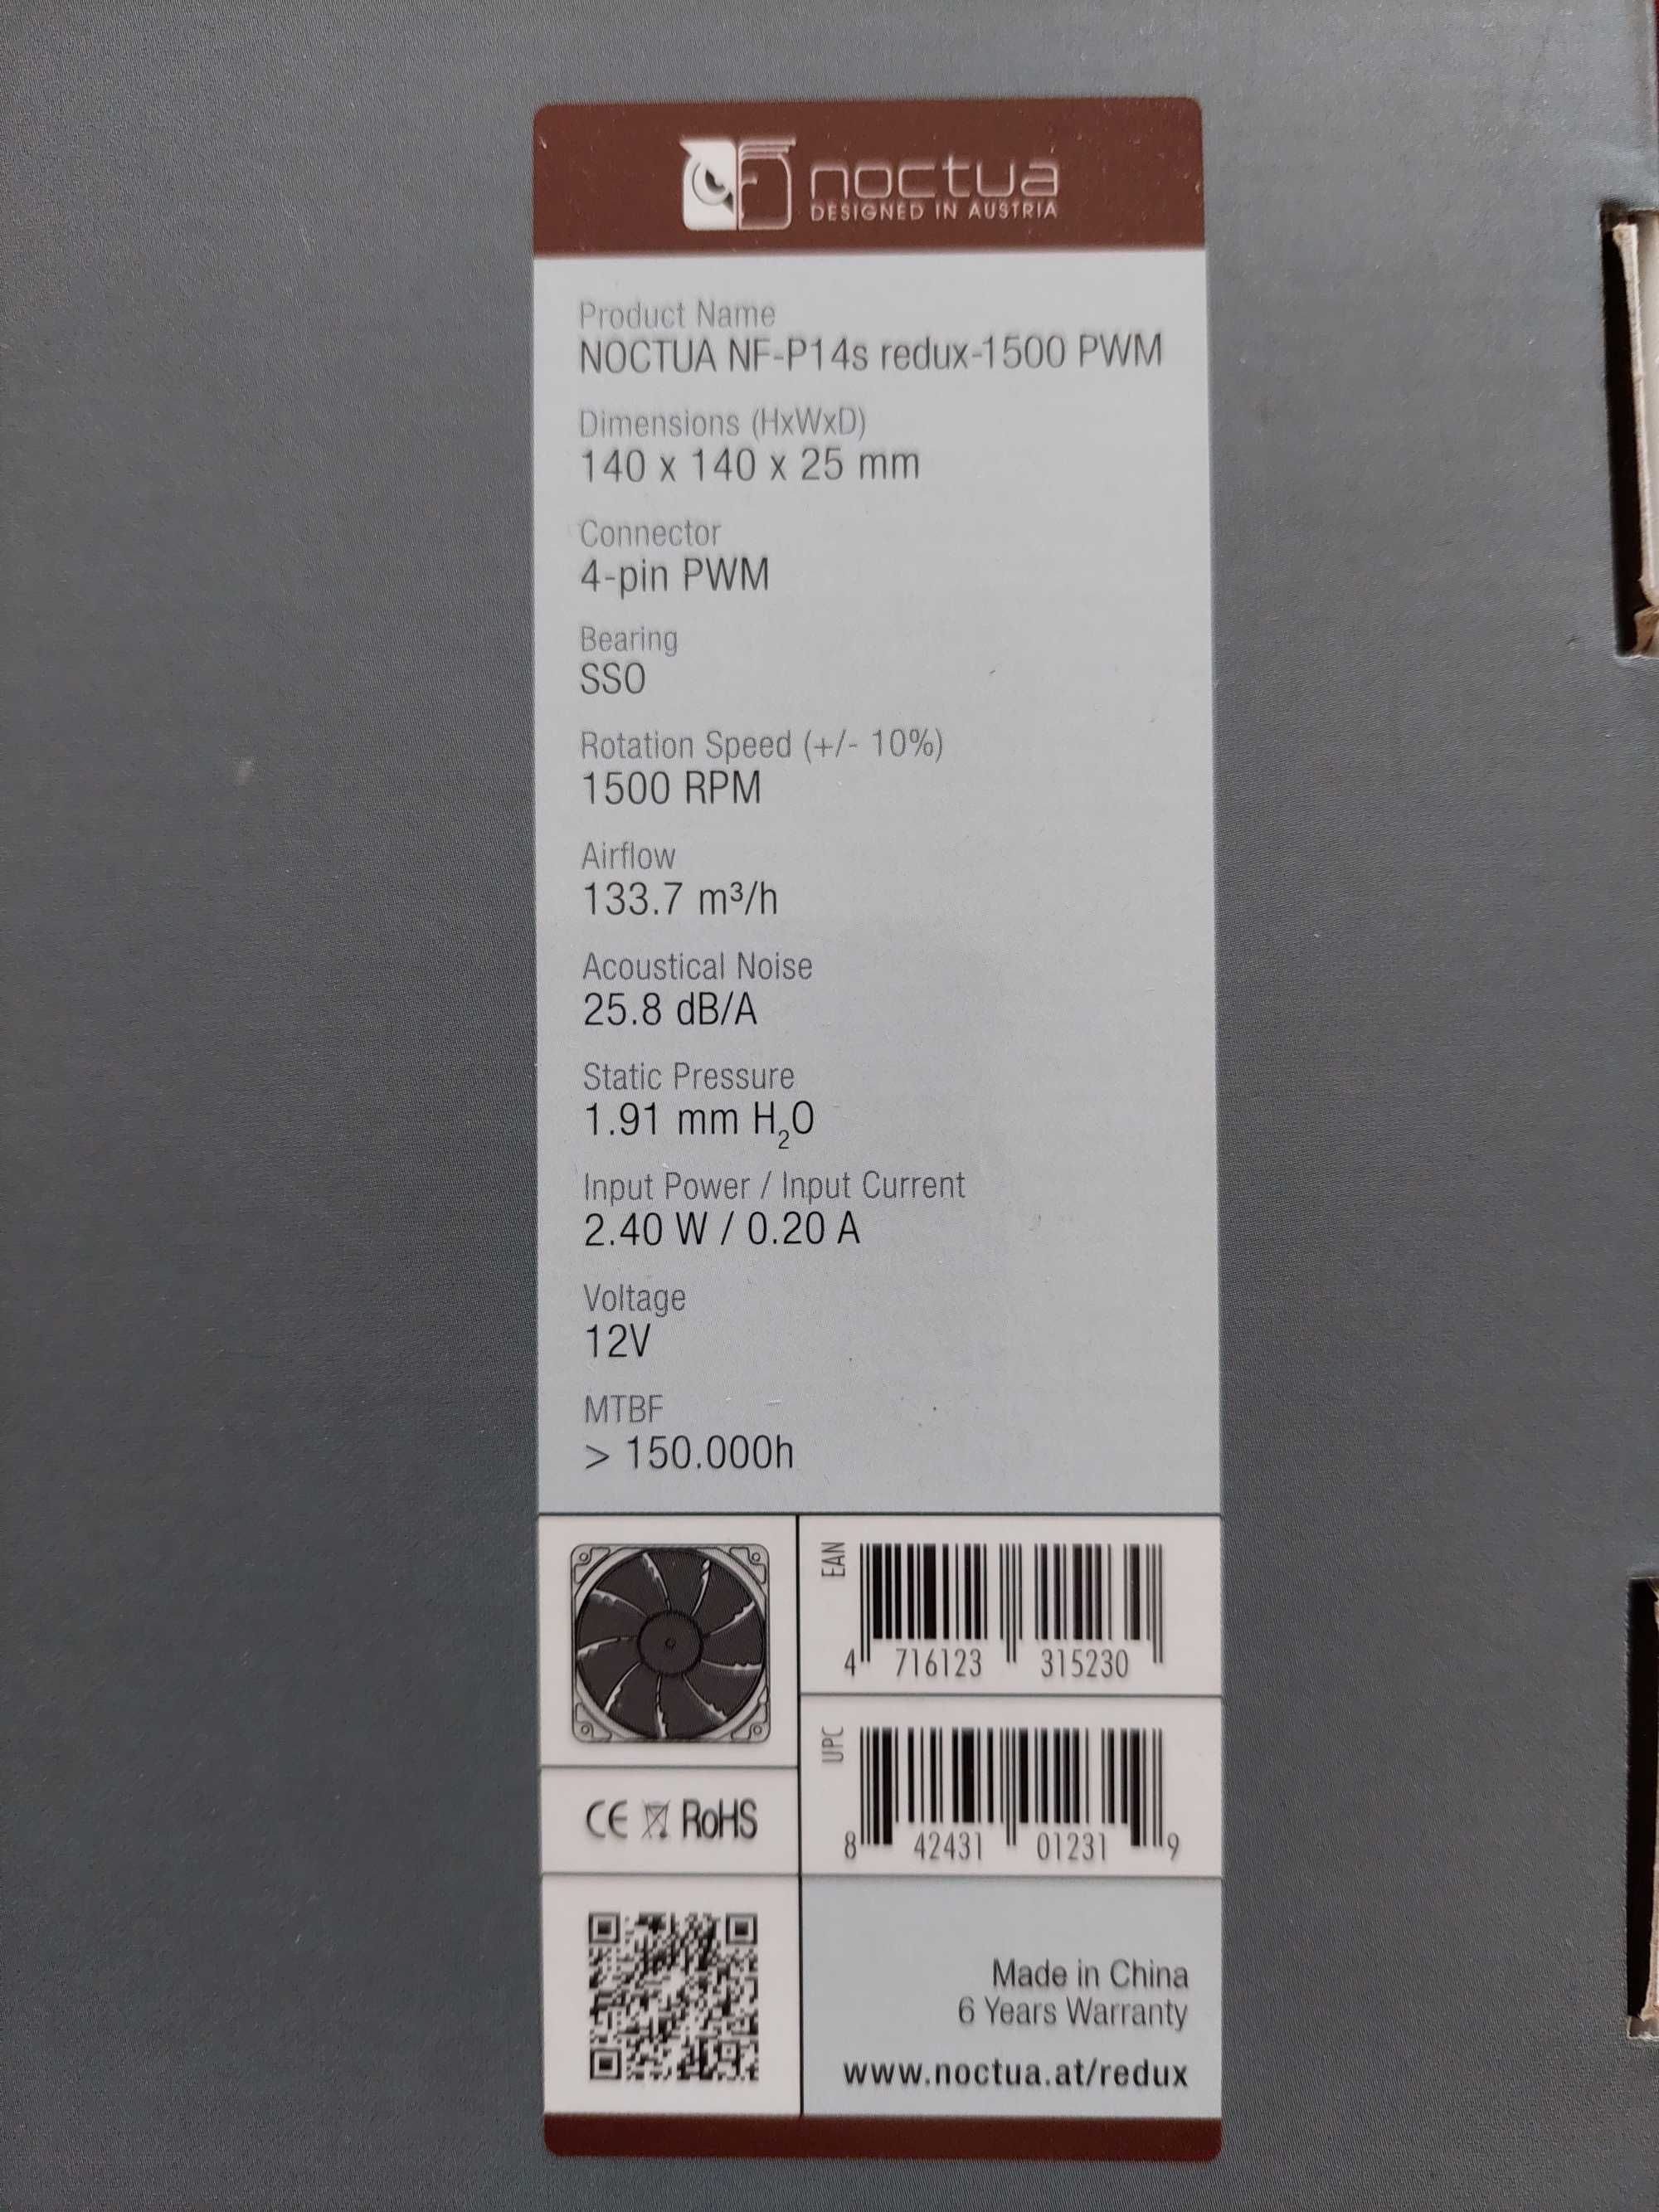 noctua
DESIGNED IN AUSTRIA
Product Name
NOCTUA NF-P14s redux-1500 PWM
Dimensions (HxWxD)
140 x 140 x 25 mm
Connector
4-pin PWM
Bearing
SSO
Rotation Speed (+/- 10%)
1500 RPM
Airflow
133.7 m³/h
Acoustical Noise
25.8 dB/A
Static Pressure
1.91 mm H₂O
Input Power / Input Current
2.40 W / 0.20 A
Voltage
12V
MTBF
> 150.000h
EAN
4 716123 315230
UPC
8 42431 01231 9
CE RoHS
Made in China
6 Years Warranty
www.noctua.at/redux